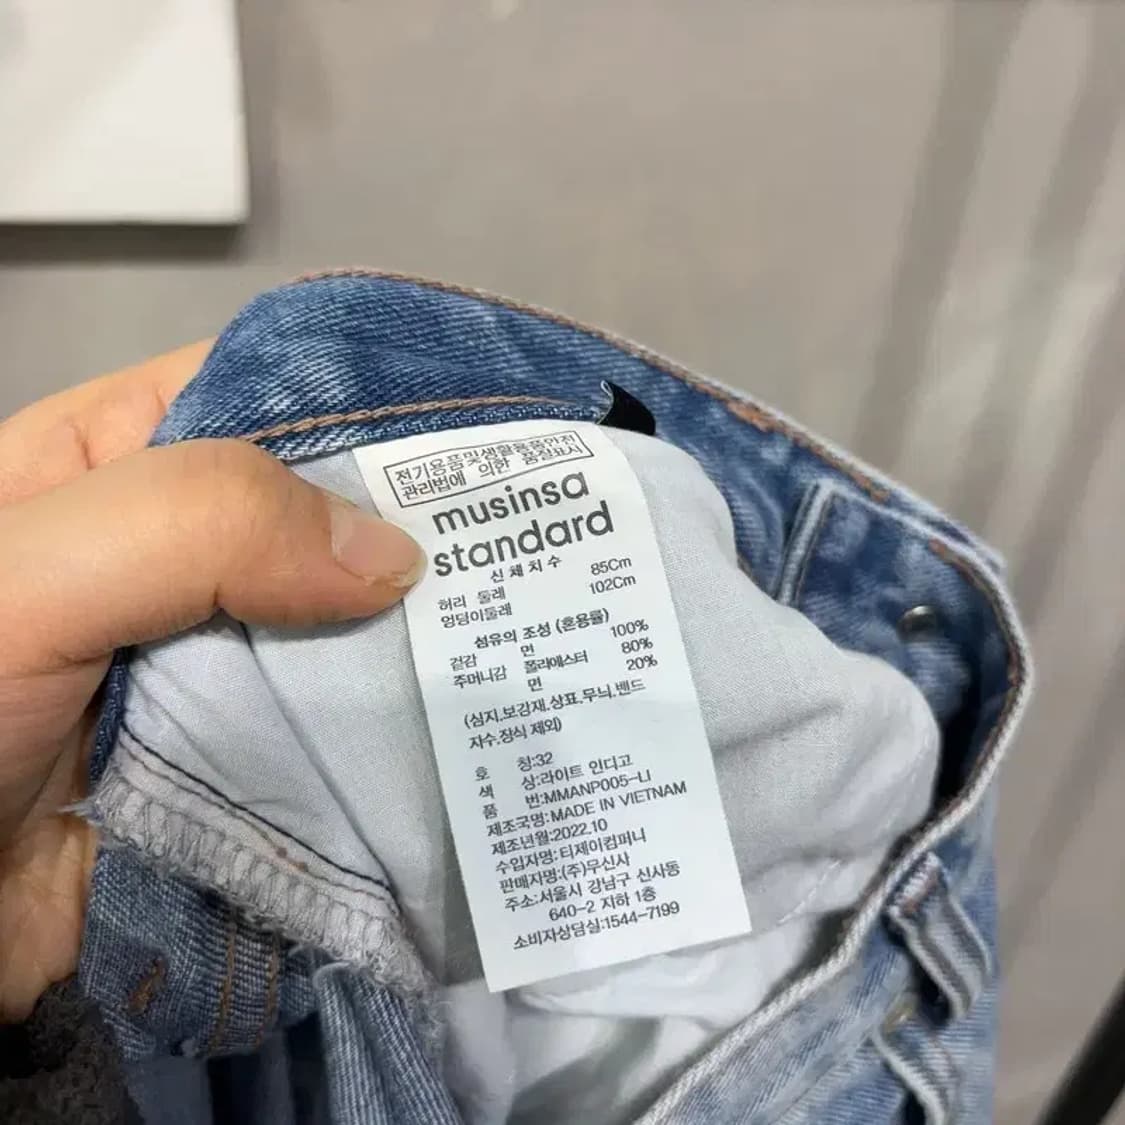 전기용품및생활용품안전
관리법에 의한 품질표시
musinsa
standard
신체치수
허리 둘레 85Cm
엉덩이둘레 102Cm
섬유의 조성 (혼용률)
겉감 면 100%
주머니감 폴리에스터 80%
면 20%
(심지,보강재,상표,무늬,밴드
자수,장식 제외)
호 칭:32
색 상:라이트 인디고
품 번:MMANP005-LI
제조국명:MADE IN VIETNAM
제조년월:2022.10
수입자명:티제이컴퍼니
판매자명:(주)무신사
주소:서울시 강남구 신사동
640-2 지하 1층
소비자상담실:1544-7199